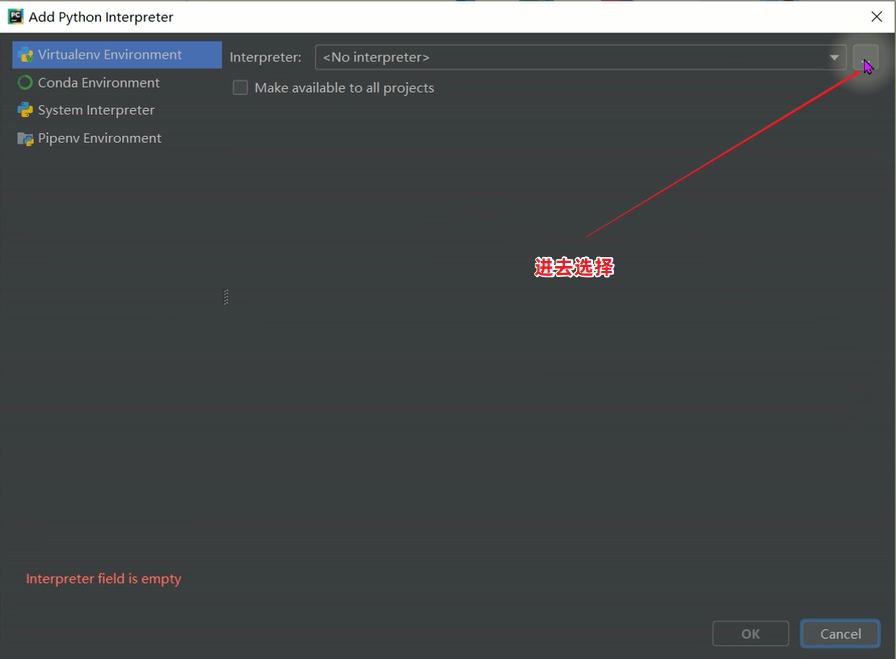 Add Python Interpreter
Virtualenv Environment
Conda Environment
System Interpreter
Pipenv Environment
Interpreter: <No interpreter>
Make available to all projects
进去选择
Interpreter field is empty
OK
Cancel